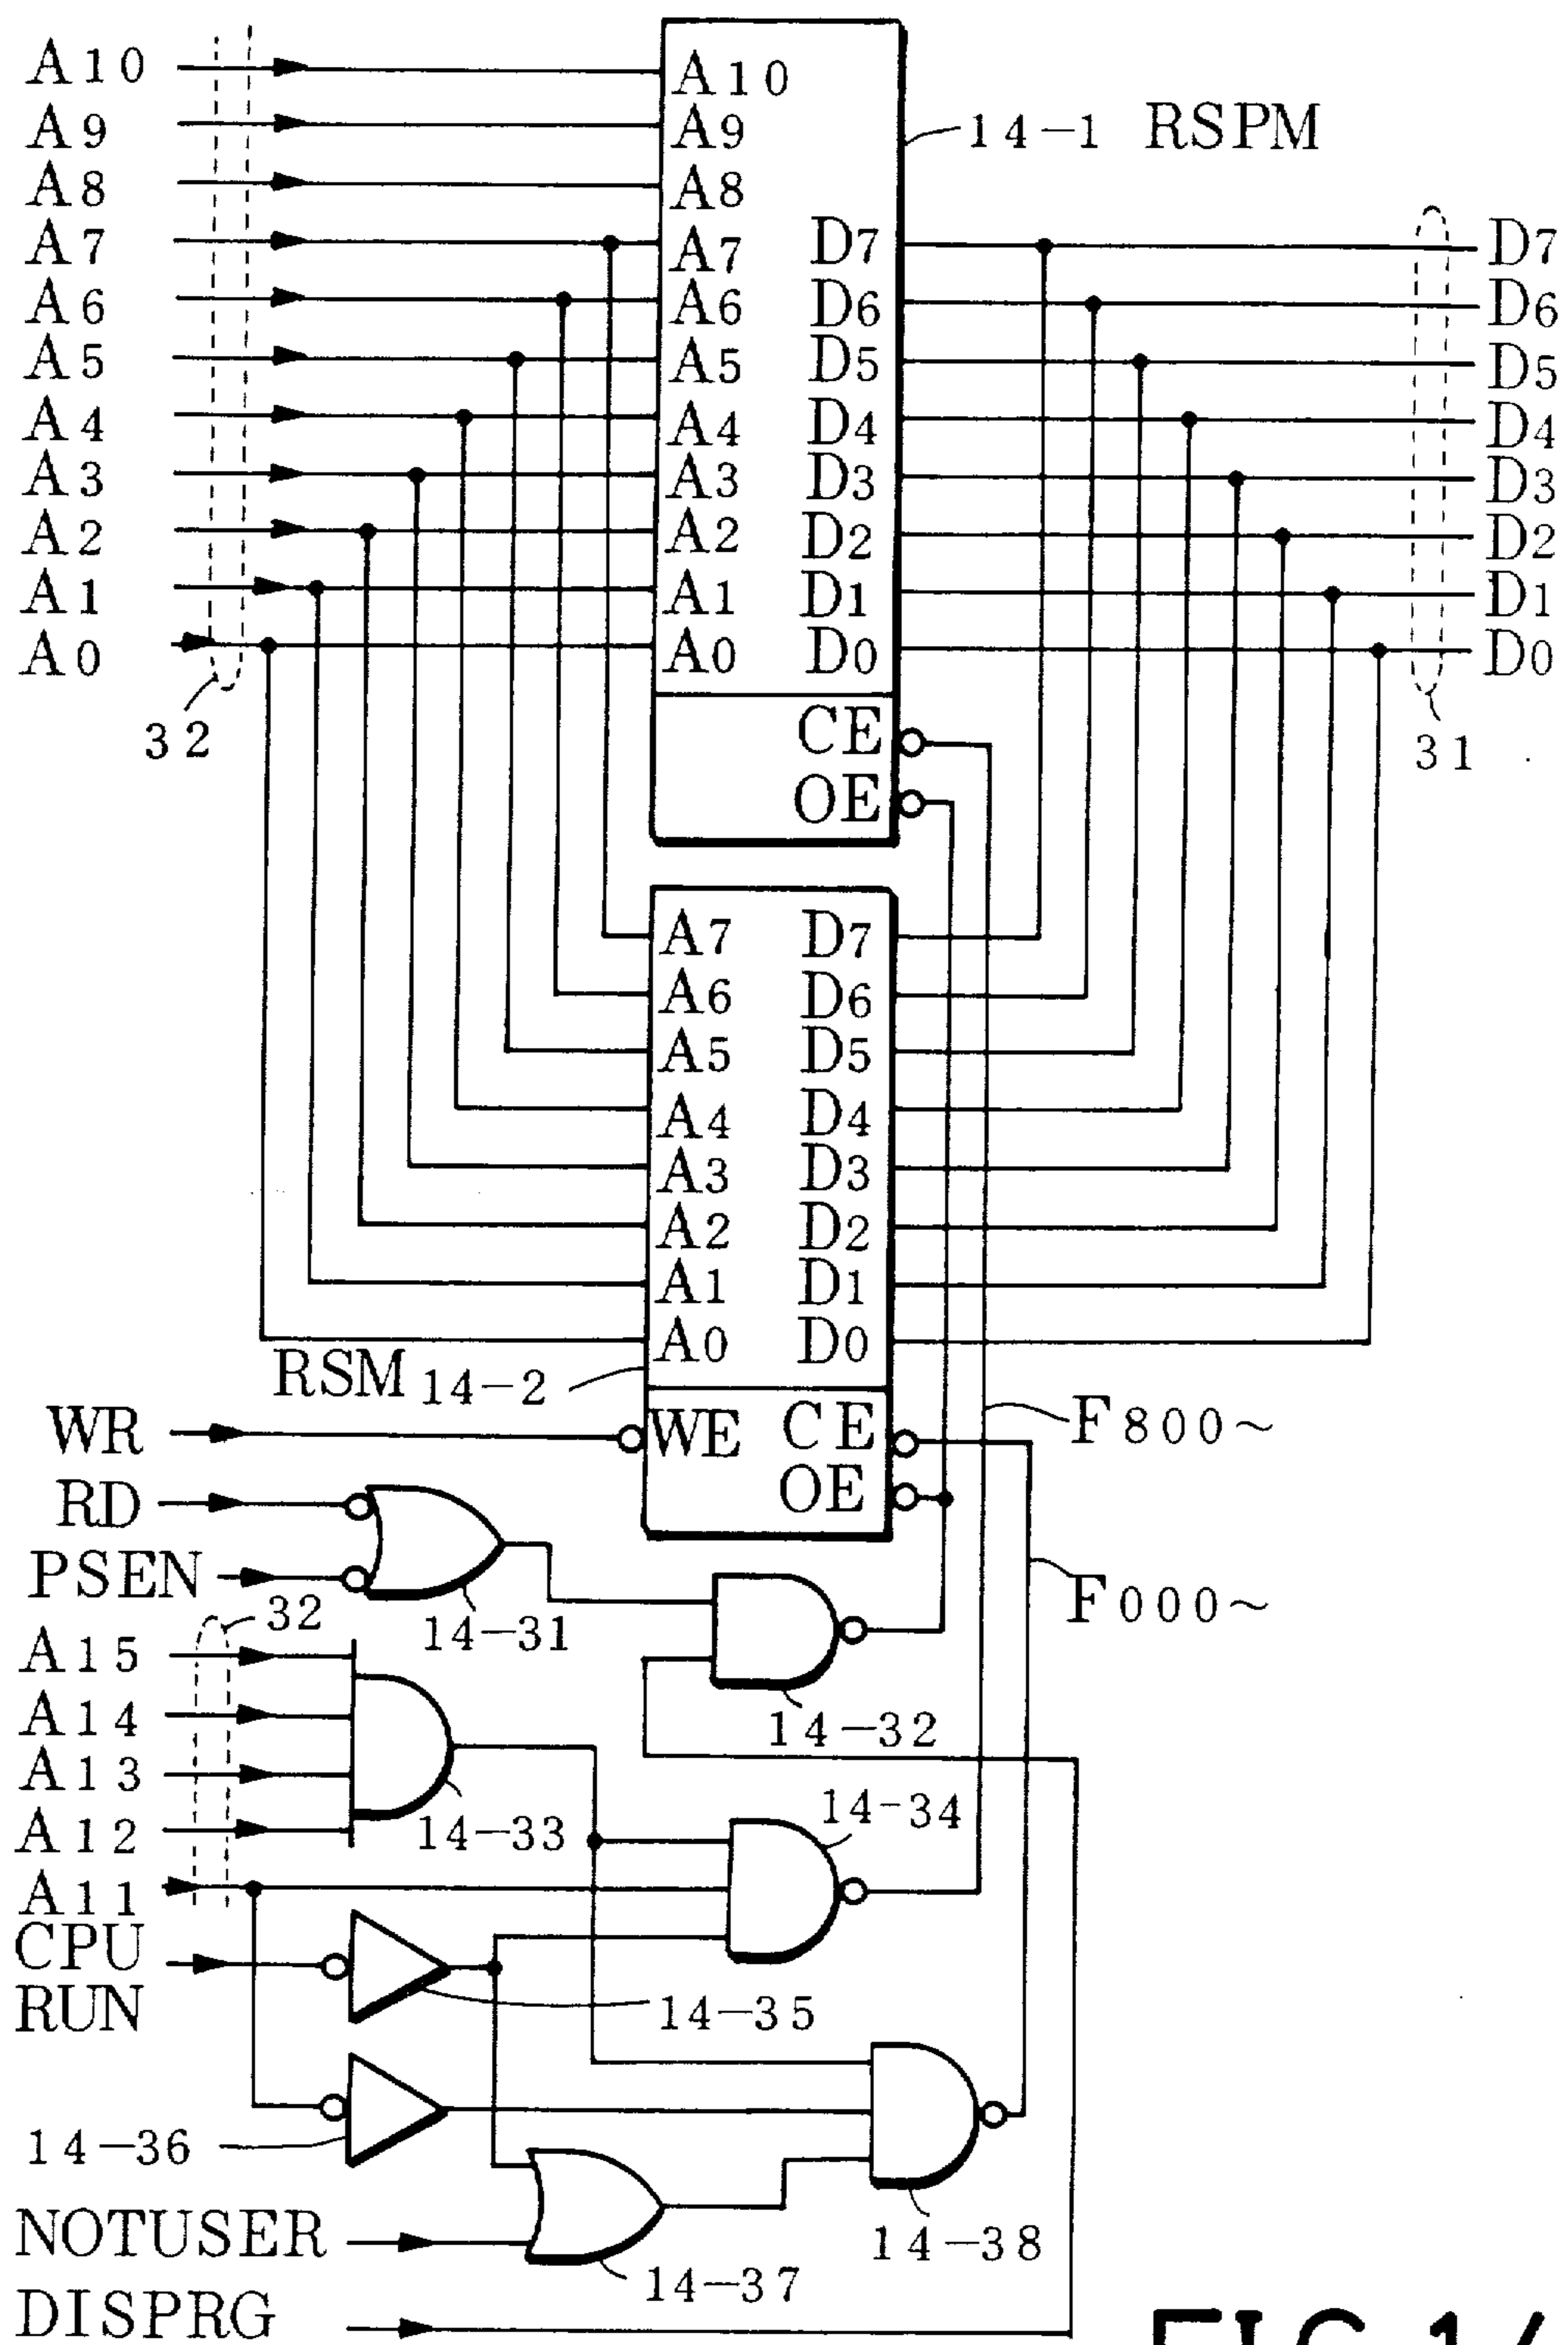 A10
A9
A8
A7
A6
A5
A4
A3
A2
A1
A0
32
A10
A9
A8
A7
A6
A5
A4
A3
A2
A1
A0
D7
D6
D5
D4
D3
D2
D1
D0
CE
OE
14-1 RSPM
D7
D6
D5
D4
D3
D2
D1
D0
31
A7
A6
A5
A4
A3
A2
A1
A0
D7
D6
D5
D4
D3
D2
D1
D0
RSM 14-2
WE
CE
OE
F800~
F000~
WR
RD
PSEN
14-31
32
14-32
A15
A14
A13
A12
A11
14-33
14-34
CPU
RUN
14-35
14-36
NOTUSER
14-37
14-38
DISPRG